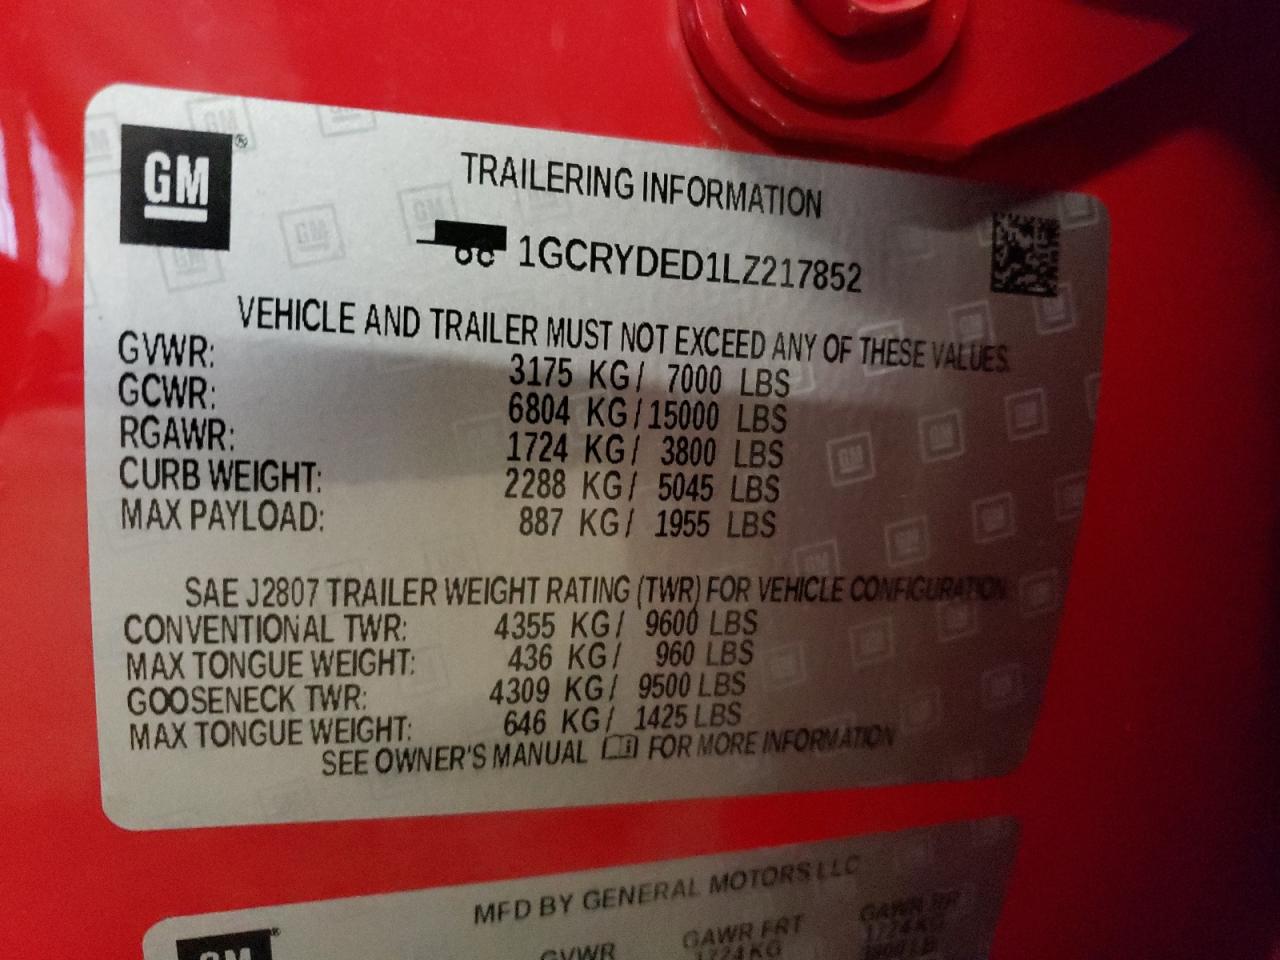 GM
TRAILERING INFORMATION
1GCRYDED1LZ217852
VEHICLE AND TRAILER MUST NOT EXCEED ANY OF THESE VALUES.
GVWR: 3175 KG/ 7000 LBS
GCWR: 6804 KG/ 15000 LBS
RGAWR: 1724 KG/ 3800 LBS
CURB WEIGHT: 2288 KG/ 5045 LBS
MAX PAYLOAD: 887 KG/ 1955 LBS
SAE J2807 TRAILER WEIGHT RATING (TWR) FOR VEHICLE CONFIGURATION
CONVENTIONAL TWR: 4355 KG/ 9600 LBS
MAX TONGUE WEIGHT: 436 KG/ 960 LBS
GOOSENECK TWR: 4309 KG/ 9500 LBS
MAX TONGUE WEIGHT: 646 KG/ 1425 LBS
SEE OWNER'S MANUAL FOR MORE INFORMATION
MFD BY GENERAL MOTORS LLC
GM
GVWR GAWR FRT GAWR RR
1724KG 1724KG